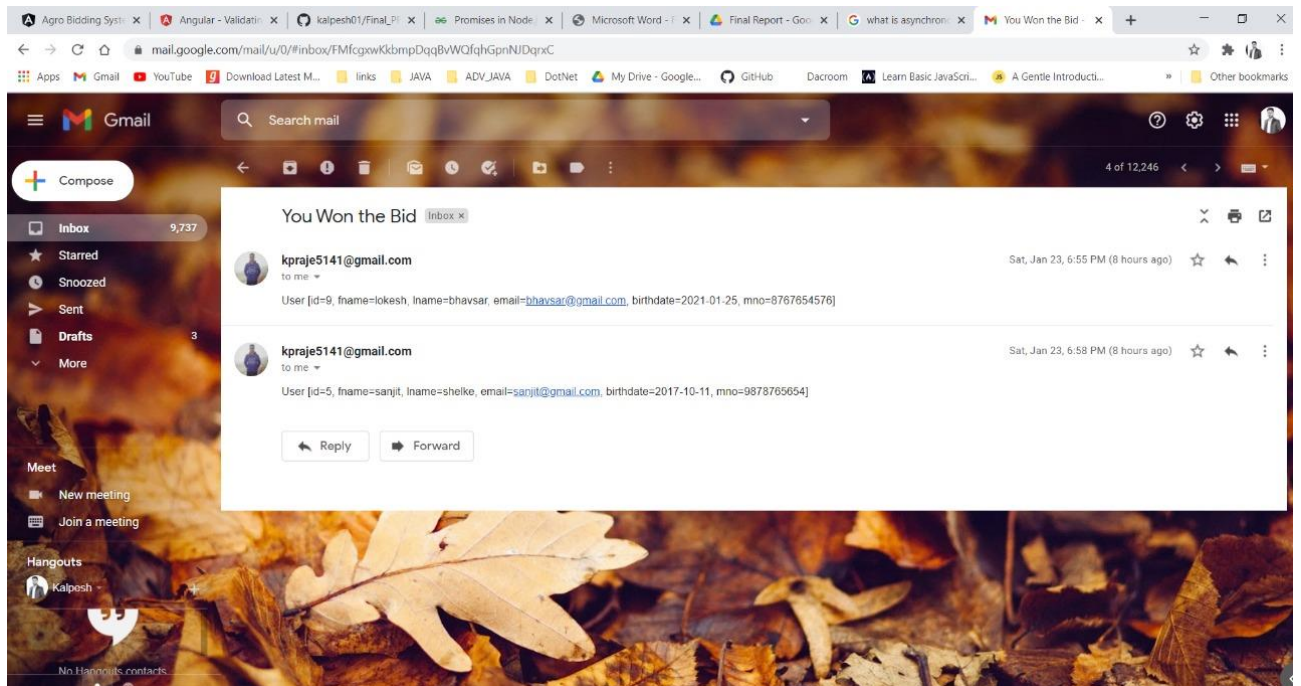 Agro Bidding Syste
Angular - Validatin
kalpesh01/Final_P
Promises in Node.
Microsoft Word -
Final Report - Goo
what is asynchrono
You Won the Bid -
mail.google.com/mail/u/0/#inbox/FMfcgxwKkbmpDqqBvWQfqhGpnNJDqrxC
Apps Gmail YouTube Download Latest M... links JAVA ADV_JAVA DotNet My Drive - Google... GitHub Dacroom Learn Basic JavaScri... A Gentle Introducti... » Other bookmarks
Gmail
Search mail
Compose
4 of 12,246
Inbox 9,737
Starred
Snoozed
Sent
Drafts 3
More
You Won the Bid Inbox ×
kpraje5141@gmail.com Sat, Jan 23, 6:55 PM (8 hours ago)
to me
User [id=9, fname=lokesh, lname=bhavsar, email=bhavsar@gmail.com, birthdate=2021-01-25, mno=8767654576]
kpraje5141@gmail.com Sat, Jan 23, 6:58 PM (8 hours ago)
to me
User [id=5, fname=sanjit, lname=shelke, email=sanjit@gmail.com, birthdate=2017-10-11, mno=9878765654]
Reply Forward
Meet
New meeting
Join a meeting
Hangouts
Kalpesh
No Hangouts contacts